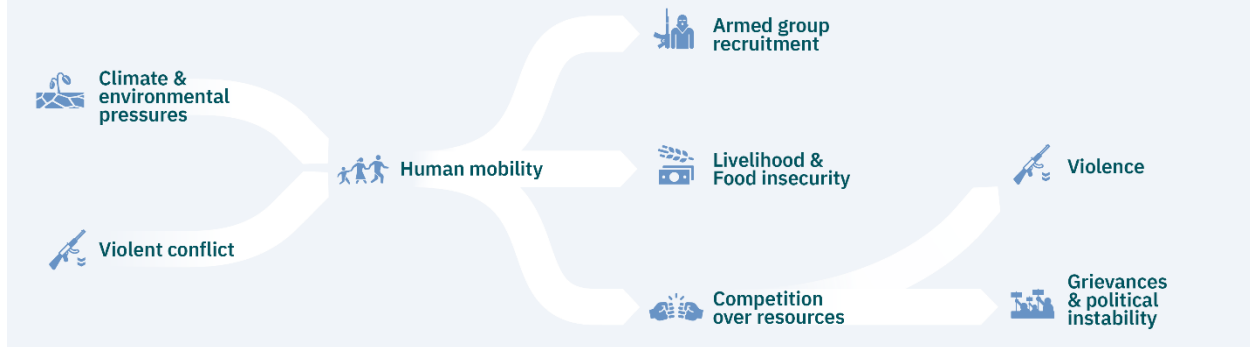 Climate &
environmental
pressures
Violent conflict
Human mobility
Armed group
recruitment
Livelihood &
Food insecurity
Competition
over resources
Violence
Grievances
& political
instability